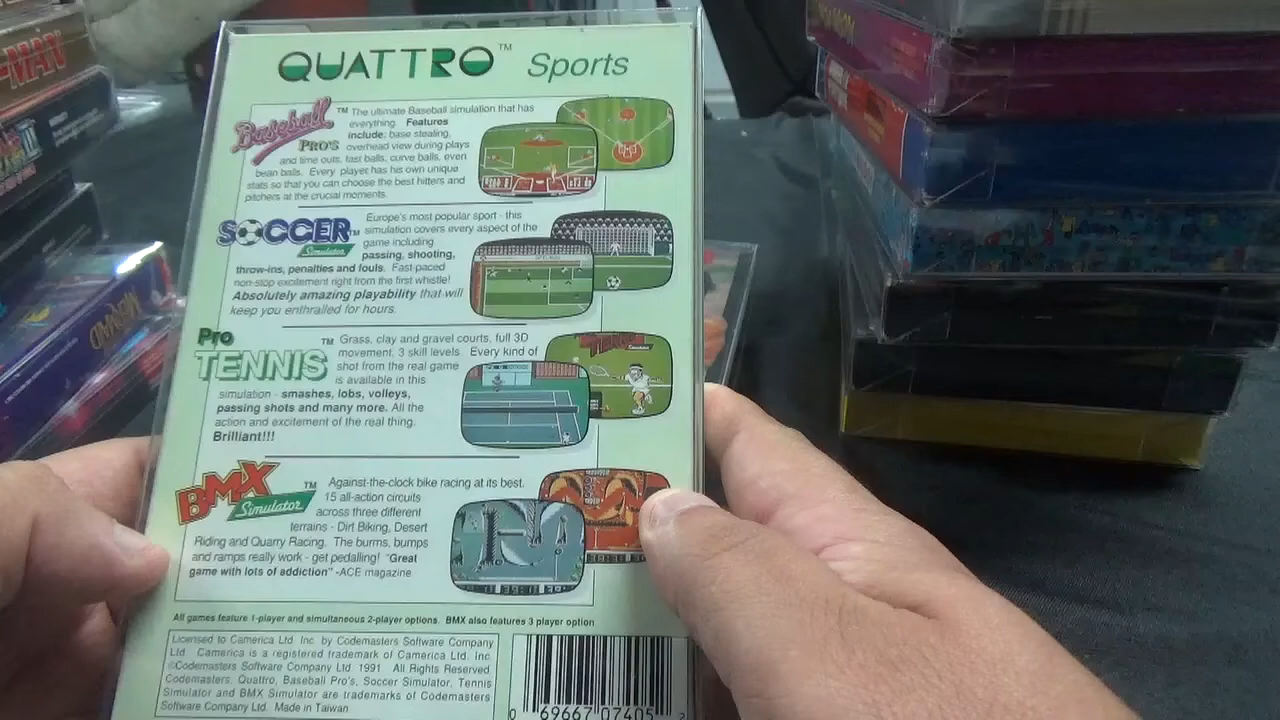 QUATTRO™ Sports
Baseball PRO'S™
The ultimate Baseball simulation that has
everything. Features
include: base stealing,
overhead view during plays
and time outs, fast balls, curve balls, even
bean balls. Every player has his own unique
stats so that you can choose the best hitters and
pitchers at the crucial moments.
SOCCER™
Simulator
Europe's most popular sport - this
simulation covers every aspect of the
game including
passing, shooting,
throw-ins, penalties and fouls. Fast-paced
non-stop excitement right from the first whistle!
Absolutely amazing playability that will
keep you enthralled for hours.
Pro
TENNIS™
Grass, clay and gravel courts, full 3D
movement, 3 skill levels. Every kind of
shot from the real game
is available in this
simulation - smashes, lobs, volleys,
passing shots and many more. All the
action and excitement of the real thing.
Brilliant!!!
TENNIS
BMX
Simulator™
Against-the-clock bike racing at its best.
15 all-action circuits
across three different
terrains - Dirt Biking, Desert
Riding and Quarry Racing. The burms, bumps
and ramps really work - get pedalling! "Great
game with lots of addiction" -ACE magazine
All games feature 1-player and simultaneous 2-player options. BMX also features 3 player option
Licensed to Camerica Ltd. Inc. by Codemasters Software Company
Ltd. Camerica is a registered trademark of Camerica Ltd. Inc.
©Codemasters Software Company Ltd 1991. All Rights Reserved.
Codemasters, Quattro, Baseball Pro's, Soccer Simulator, Tennis
Simulator and BMX Simulator are trademarks of Codemasters
Software Company Ltd. Made in Taiwan
0 69667 07405 2
-MAN
III